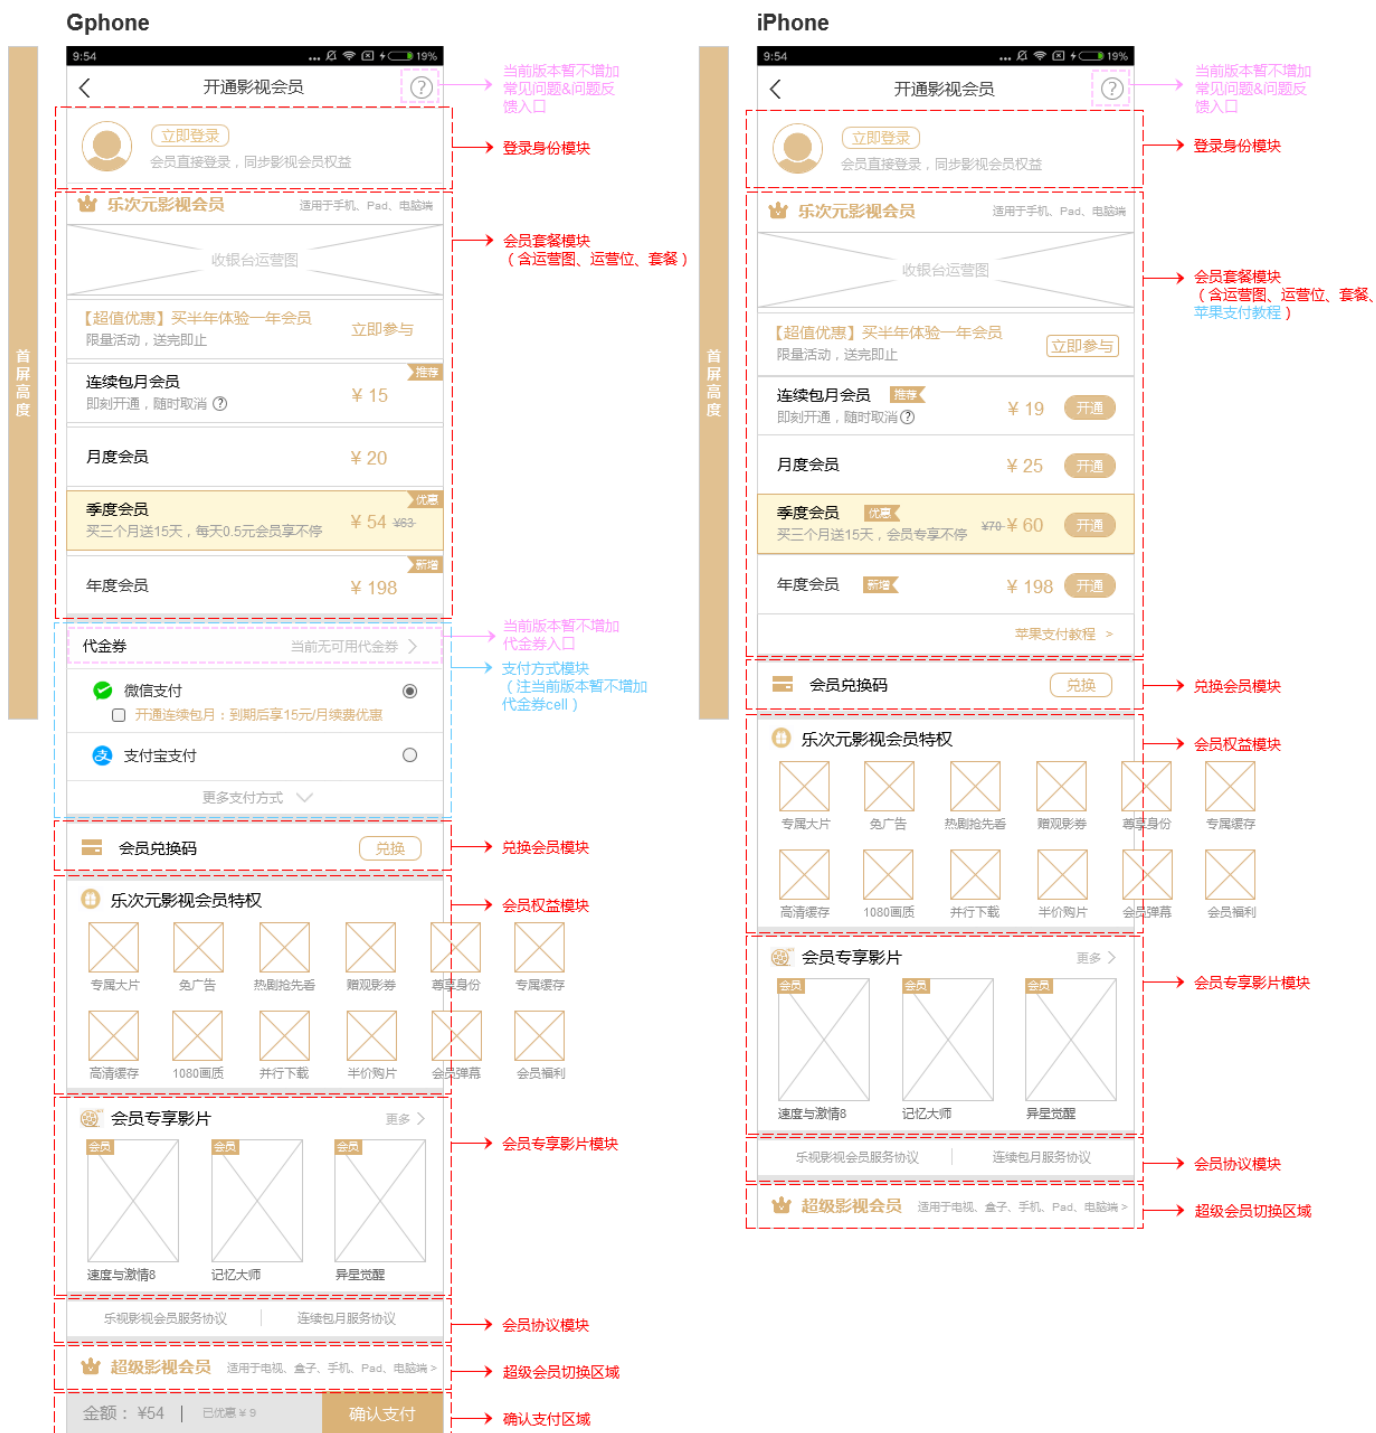 Gphone
9:54
19%
开通影视会员
?
当前版本暂不增加
常见问题&问题反
馈入口
立即登录
会员直接登录，同步影视会员权益
登录身份模块
乐次元影视会员
适用于手机、Pad、电脑端
收银台运营图
会员套餐模块
（含运营图、运营位、套餐）
【超值优惠】买半年体验一年会员
限量活动，送完即止
立即参与
首屏高度
推荐
连续包月会员
即刻开通，随时取消 ?
¥ 15
月度会员
¥ 20
优惠
季度会员
买三个月送15天，每天0.5元会员享不停
¥ 54 ¥63
新增
年度会员
¥ 198
代金券
当前无可用代金券 >
当前版本暂不增加
代金券入口
支付方式模块
（注当前版本暂不增加
代金券cell）
微信支付
开通连续包月：到期后享15元/月续费优惠
支付宝支付
更多支付方式
会员兑换码
兑换
兑换会员模块
乐次元影视会员特权
会员权益模块
专属大片 免广告 热剧抢先看 赠观影券 尊享身份 专属缓存
高清缓存 1080画质 并行下载 半价购片 会员弹幕 会员福利
会员专享影片
更多 >
会员 会员 会员
会员专享影片模块
速度与激情8 记忆大师 异星觉醒
乐视影视会员服务协议 连续包月服务协议
会员协议模块
超级影视会员 适用于电视、盒子、手机、Pad、电脑端 >
超级会员切换区域
金额：¥54 | 已优惠 ¥ 9
确认支付
确认支付区域
iPhone
9:54
19%
开通影视会员
?
当前版本暂不增加
常见问题&问题反
馈入口
立即登录
会员直接登录，同步影视会员权益
登录身份模块
乐次元影视会员
适用于手机、Pad、电脑端
收银台运营图
会员套餐模块
（含运营图、运营位、套餐、
苹果支付教程）
【超值优惠】买半年体验一年会员
限量活动，送完即止
立即参与
首屏高度
连续包月会员 推荐
即刻开通，随时取消 ?
¥ 19 开通
月度会员
¥ 25 开通
季度会员 优惠
买三个月送15天，会员专享不停
¥70 ¥ 60 开通
年度会员 新增
¥ 198 开通
苹果支付教程 >
会员兑换码
兑换
兑换会员模块
乐次元影视会员特权
会员权益模块
专属大片 免广告 热剧抢先看 赠观影券 尊享身份 专属缓存
高清缓存 1080画质 并行下载 半价购片 会员弹幕 会员福利
会员专享影片
更多 >
会员 会员 会员
会员专享影片模块
速度与激情8 记忆大师 异星觉醒
乐视影视会员服务协议 连续包月服务协议
会员协议模块
超级影视会员 适用于电视、盒子、手机、Pad、电脑端 >
超级会员切换区域